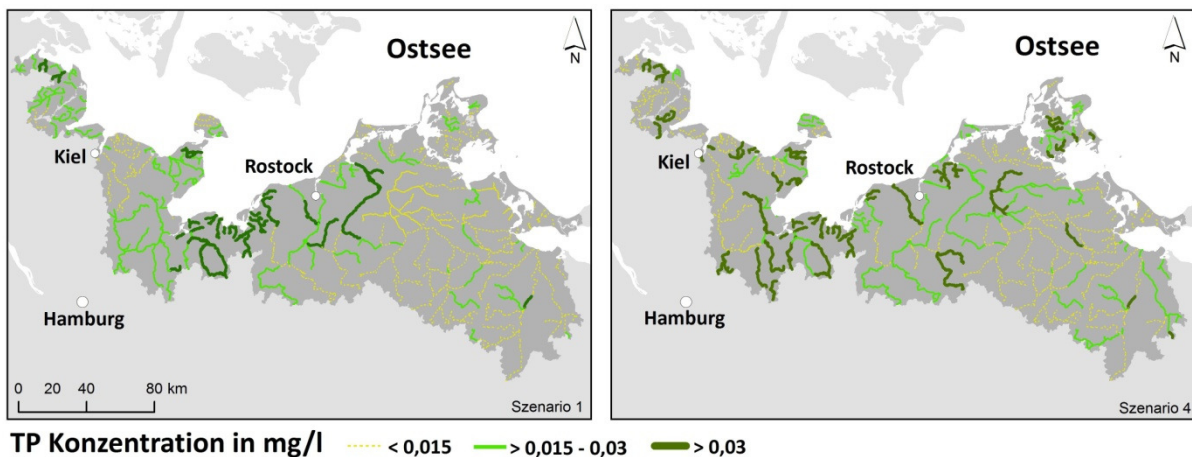 Ostsee
N
Kiel
Rostock
Hamburg
0 20 40 80 km
Szenario 1
Ostsee
N
Kiel
Rostock
Hamburg
Szenario 4
TP Konzentration in mg/l < 0,015 > 0,015 - 0,03 > 0,03